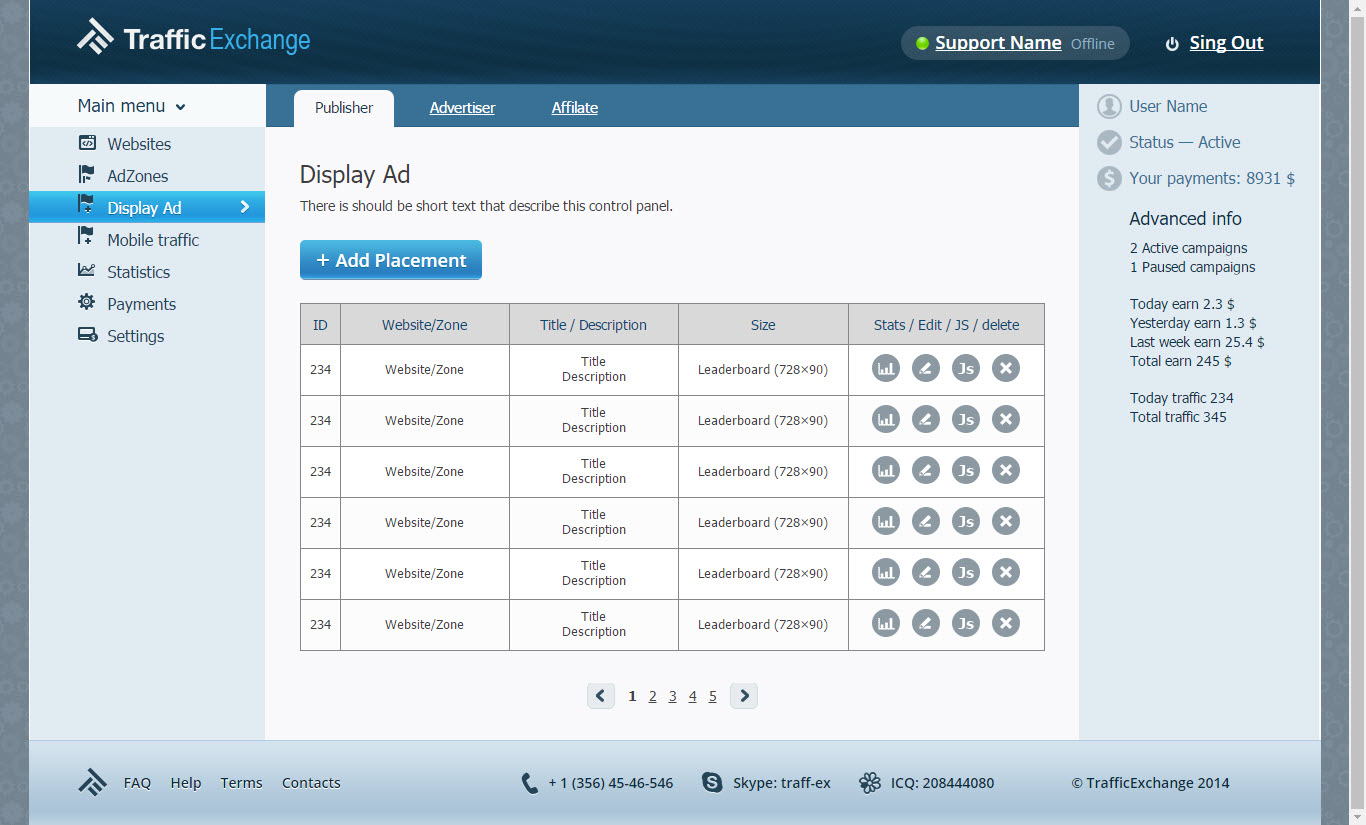 TrafficExchange
Support Name Offline
Sing Out
Main menu
Websites
AdZones
Display Ad
Mobile traffic
Statistics
Payments
Settings
Publisher Advertiser Affilate
Display Ad
There is should be short text that describe this control panel.
+ Add Placement
ID Website/Zone Title / Description Size Stats / Edit / JS / delete
234 Website/Zone Title Description Leaderboard (728×90) Js
234 Website/Zone Title Description Leaderboard (728×90) Js
234 Website/Zone Title Description Leaderboard (728×90) Js
234 Website/Zone Title Description Leaderboard (728×90) Js
234 Website/Zone Title Description Leaderboard (728×90) Js
234 Website/Zone Title Description Leaderboard (728×90) Js
1 2 3 4 5
User Name
Status — Active
Your payments: 8931 $
Advanced info
2 Active campaigns
1 Paused campaigns
Today earn 2.3 $
Yesterday earn 1.3 $
Last week earn 25.4 $
Total earn 245 $
Today traffic 234
Total traffic 345
FAQ Help Terms Contacts
+ 1 (356) 45-46-546
Skype: traff-ex
ICQ: 208444080
© TrafficExchange 2014